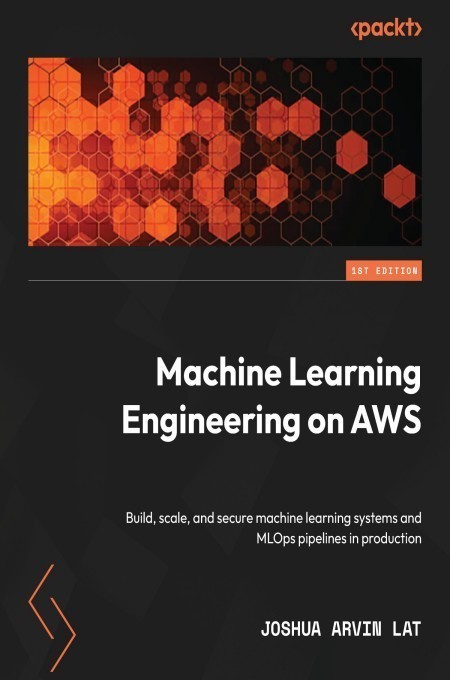 <packt>
1ST EDITION
Machine Learning
Engineering on AWS
Build, scale, and secure machine learning systems and
MLOps pipelines in production
JOSHUA ARVIN LAT